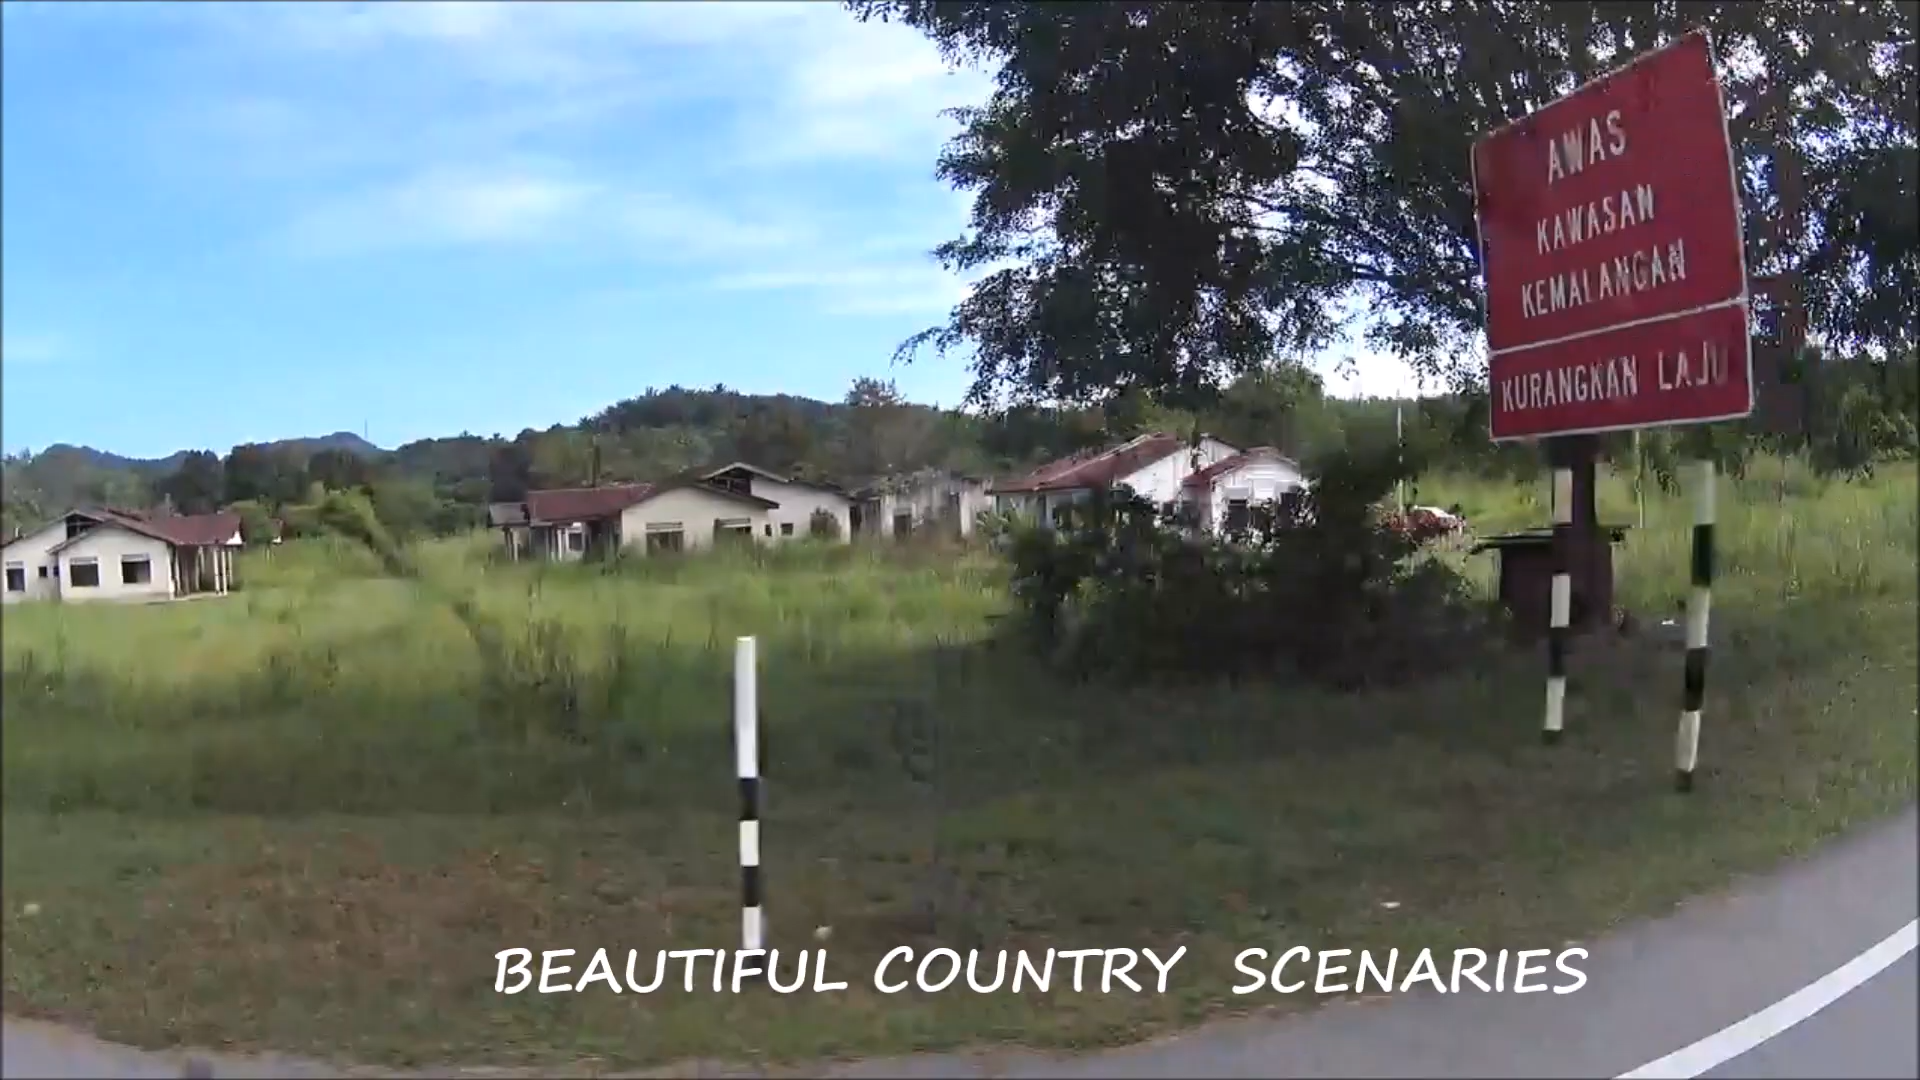 AWAS
KAWASAN
KEMALANGAN
KURANGKAN LAJU
BEAUTIFUL COUNTRY SCENARIES